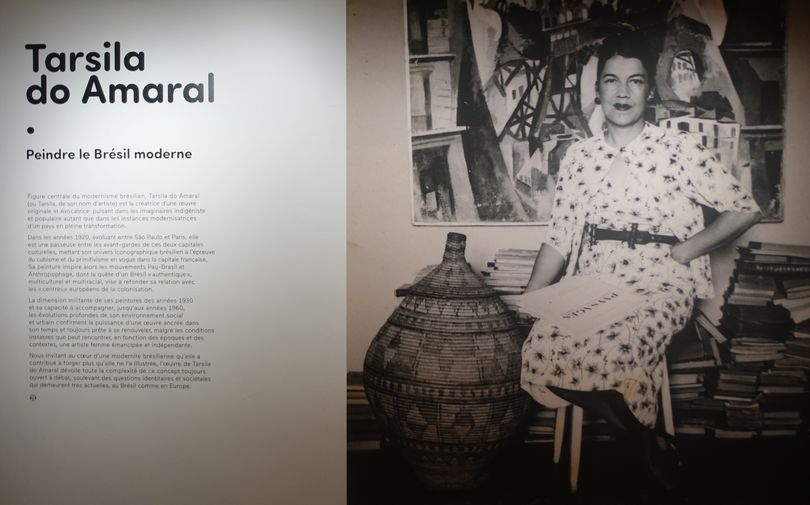 Tarsila
do Amaral
•
Peindre le Brésil moderne
Figure centrale du modernisme brésilien, Tarsila do Amaral
(ou Tarsila, de son nom d'artiste) est la créatrice d'une œuvre
originale et évocatrice puisant dans les imaginaires indigéniste
et populaire autant que dans les instances modernisatrices
d'un pays en pleine transformation.
Dans les années 1920, évoluant entre São Paulo et Paris, elle
est une passeuse entre les avant-gardes de ces deux capitales
culturelles, mettant son univers iconographique brésilien à l'épreuve
du cubisme et du primitivisme en vogue dans la capitale française.
Sa peinture inspire alors les mouvements Pau-Brasil et
Anthropophage, dont la quête d'un Brésil « authentique »,
multiculturel et multiracial, vise à refonder sa relation avec
les « centres » européens de la colonisation.
La dimension militante de ses peintures des années 1930
et sa capacité à accompagner, jusqu'aux années 1960,
les évolutions profondes de son environnement social
et urbain confirment la puissance d'une œuvre ancrée dans
son temps et toujours prête à se renouveler, malgré les conditions
instables que peut rencontrer, en fonction des époques et des
contextes, une artiste femme émancipée et indépendante.
Nous invitant au cœur d'une modernité brésilienne qu'elle a
contribué à forger plus qu'elle ne l'a illustrée, l'œuvre de Tarsila
do Amaral dévoile toute la complexité de ce concept toujours
ouvert à débat, soulevant des questions identitaires et sociétales
qui demeurent très actuelles, au Brésil comme en Europe.